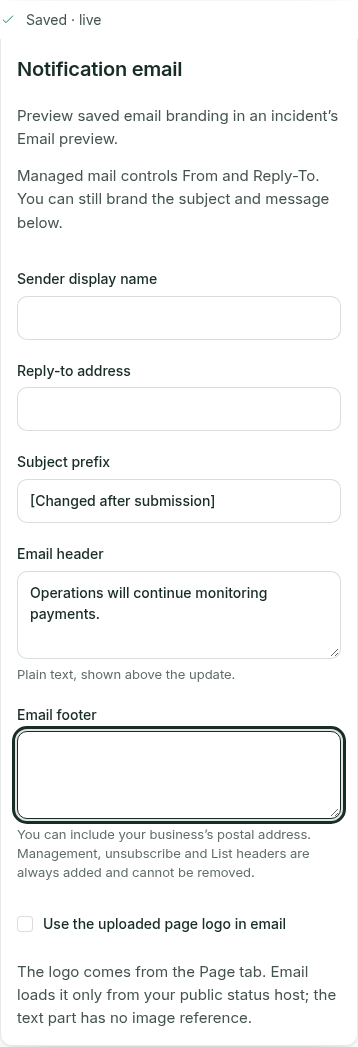 Saved · live
Notification email
Preview saved email branding in an incident’s
Email preview.
Managed mail controls From and Reply-To.
You can still brand the subject and message
below.
Sender display name
Reply-to address
Subject prefix
[Changed after submission]
Email header
Operations will continue monitoring
payments.
Plain text, shown above the update.
Email footer
You can include your business’s postal address.
Management, unsubscribe and List headers are
always added and cannot be removed.
Use the uploaded page logo in email
The logo comes from the Page tab. Email
loads it only from your public status host; the
text part has no image reference.